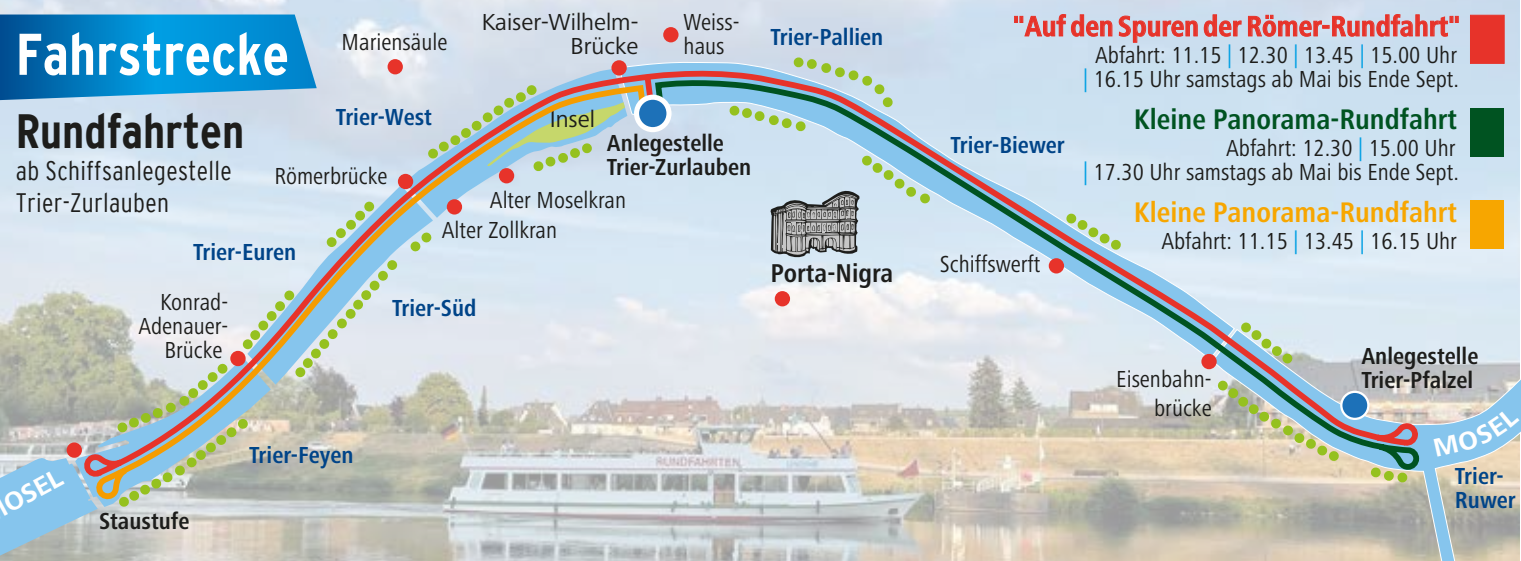 Fahrstrecke
Rundfahrten
ab Schiffsanlegestelle
Trier-Zurlauben
"Auf den Spuren der Römer-Rundfahrt"
Abfahrt: 11.15 | 12.30 | 13.45 | 15.00 Uhr
| 16.15 Uhr samstags ab Mai bis Ende Sept.
Kleine Panorama-Rundfahrt
Abfahrt: 12.30 | 15.00 Uhr
| 17.30 Uhr samstags ab Mai bis Ende Sept.
Kleine Panorama-Rundfahrt
Abfahrt: 11.15 | 13.45 | 16.15 Uhr
Mariensäule
Kaiser-Wilhelm-
Brücke
Weiss-
haus
Trier-Pallien
Trier-West
Insel
Anlegestelle
Trier-Zurlauben
Trier-Biewer
Römerbrücke
Alter Moselkran
Alter Zollkran
Trier-Euren
Porta-Nigra
Schiffswerft
Trier-Süd
Konrad-
Adenauer-
Brücke
Eisenbahn-
brücke
Anlegestelle
Trier-Pfalzel
Trier-Feyen
MOSEL
MOSEL
Trier-
Ruwer
Staustufe
RUNDFAHRTEN